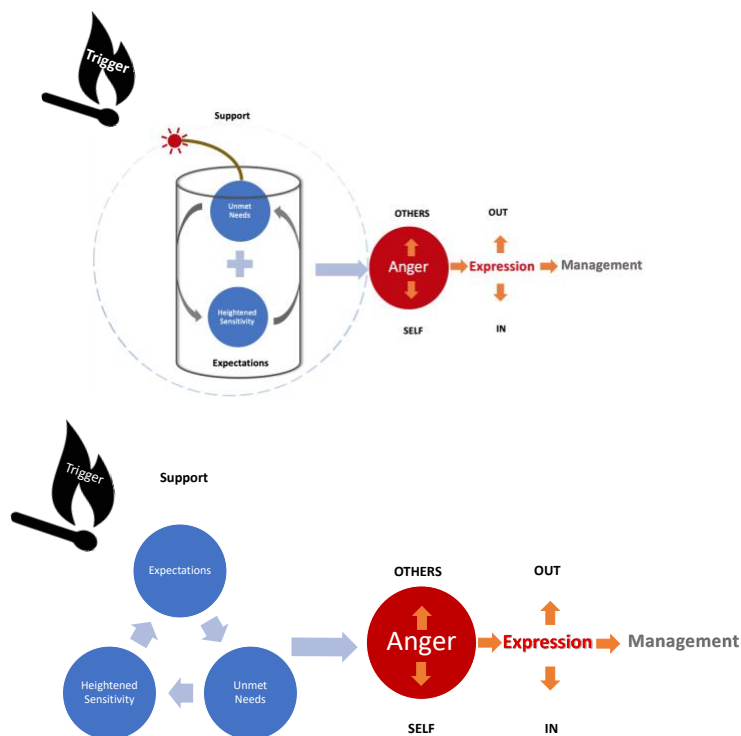 Trigger
Support
Unmet
Needs
Heightened
Sensitivity
Expectations
OTHERS
OUT
Anger
Expression
Management
SELF
IN
Trigger
Support
Expectations
Heightened
Sensitivity
Unmet
Needs
OTHERS
OUT
Anger
Expression
Management
SELF
IN